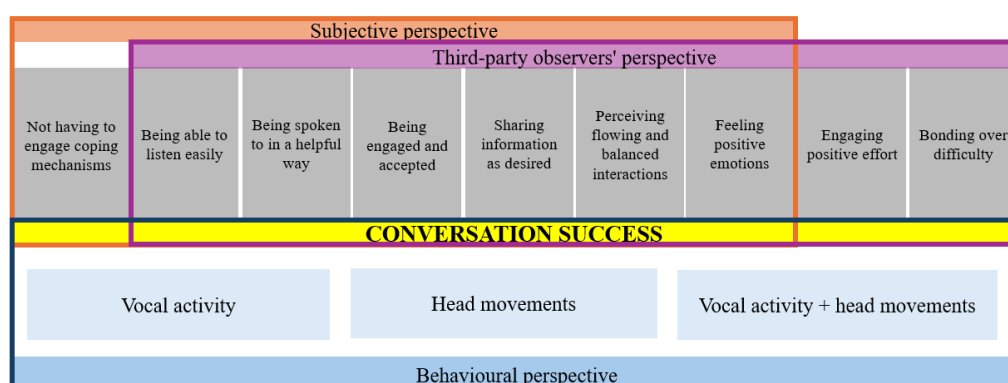 Subjective perspective
Third-party observers' perspective
Not having to
engage coping
mechanisms
Being able to
listen easily
Being spoken
to in a helpful
way
Being
engaged and
accepted
Sharing
information
as desired
Perceiving
flowing and
balanced
interactions
Feeling
positive
emotions
Engaging
positive effort
Bonding over
difficulty
CONVERSATION SUCCESS
Vocal activity
Head movements
Vocal activity + head movements
Behavioural perspective